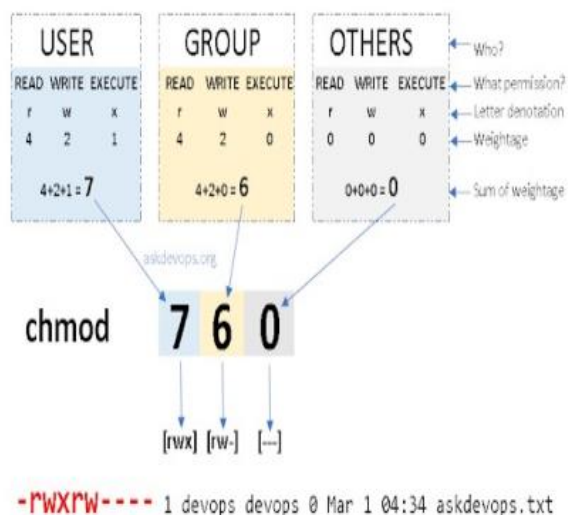 USER GROUP OTHERS Who?
READ WRITE EXECUTE READ WRITE EXECUTE READ WRITE EXECUTE What permission?
r w x r w x r w x Letter denotation
4 2 1 4 2 0 0 0 0 Weightage
4+2+1 = 7 4+2+0 = 6 0+0+0 = 0 Sum of weightage
askdevops.org
chmod 7 6 0
[rwx] [rw-] [---]
-rwxrw---- 1 devops devops 0 Mar 1 04:34 askdevops.txt